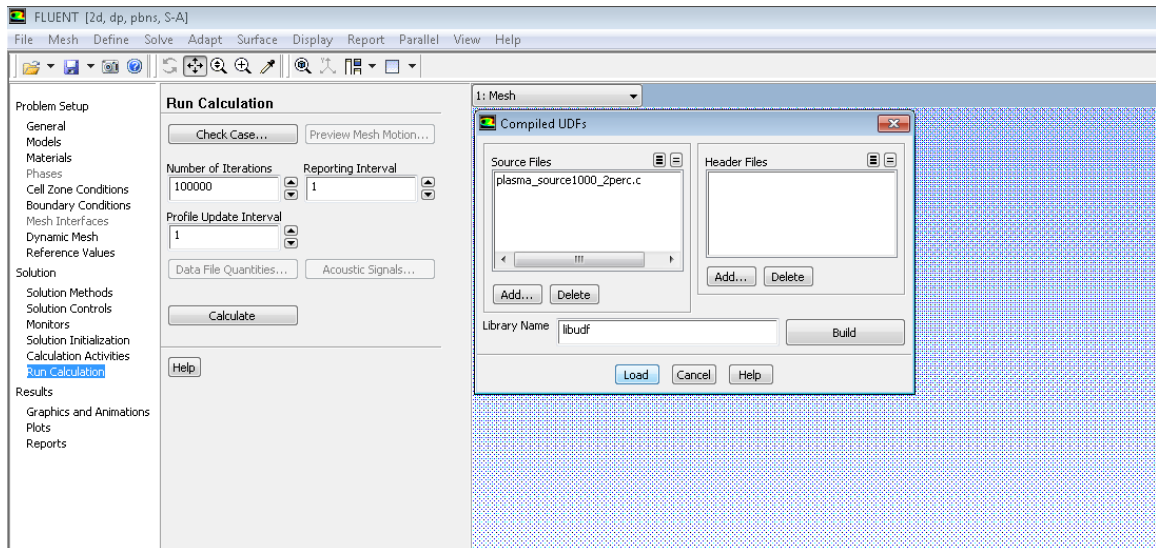 FLUENT [2d, dp, pbns, S-A]
File Mesh Define Solve Adapt Surface Display Report Parallel View Help
Problem Setup
General
Models
Materials
Phases
Cell Zone Conditions
Boundary Conditions
Mesh Interfaces
Dynamic Mesh
Reference Values
Solution
Solution Methods
Solution Controls
Monitors
Solution Initialization
Calculation Activities
Run Calculation
Results
Graphics and Animations
Plots
Reports
Run Calculation
Check Case... Preview Mesh Motion...
Number of Iterations Reporting Interval
100000 1
Profile Update Interval
1
Data File Quantities... Acoustic Signals...
Calculate
Help
1: Mesh
Compiled UDFs
Source Files Header Files
plasma_source1000_2perc.c
Add... Delete
Add... Delete
Library Name libudf Build
Load Cancel Help